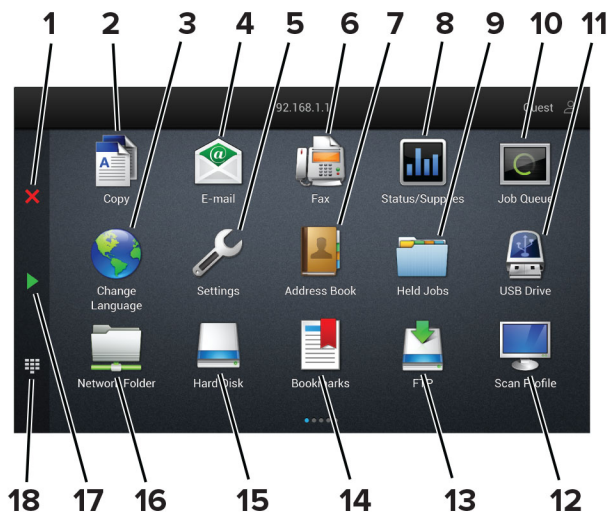 1 2 3 4 5 6 7 8 9 10 11
192.168.1.1
Guest
Copy E-mail Fax Status/Supplies Job Queue
Change
Language
Settings Address Book Held Jobs USB Drive
Network Folder Hard Disk Bookmarks FTP Scan Profile
18 17 16 15 14 13 12